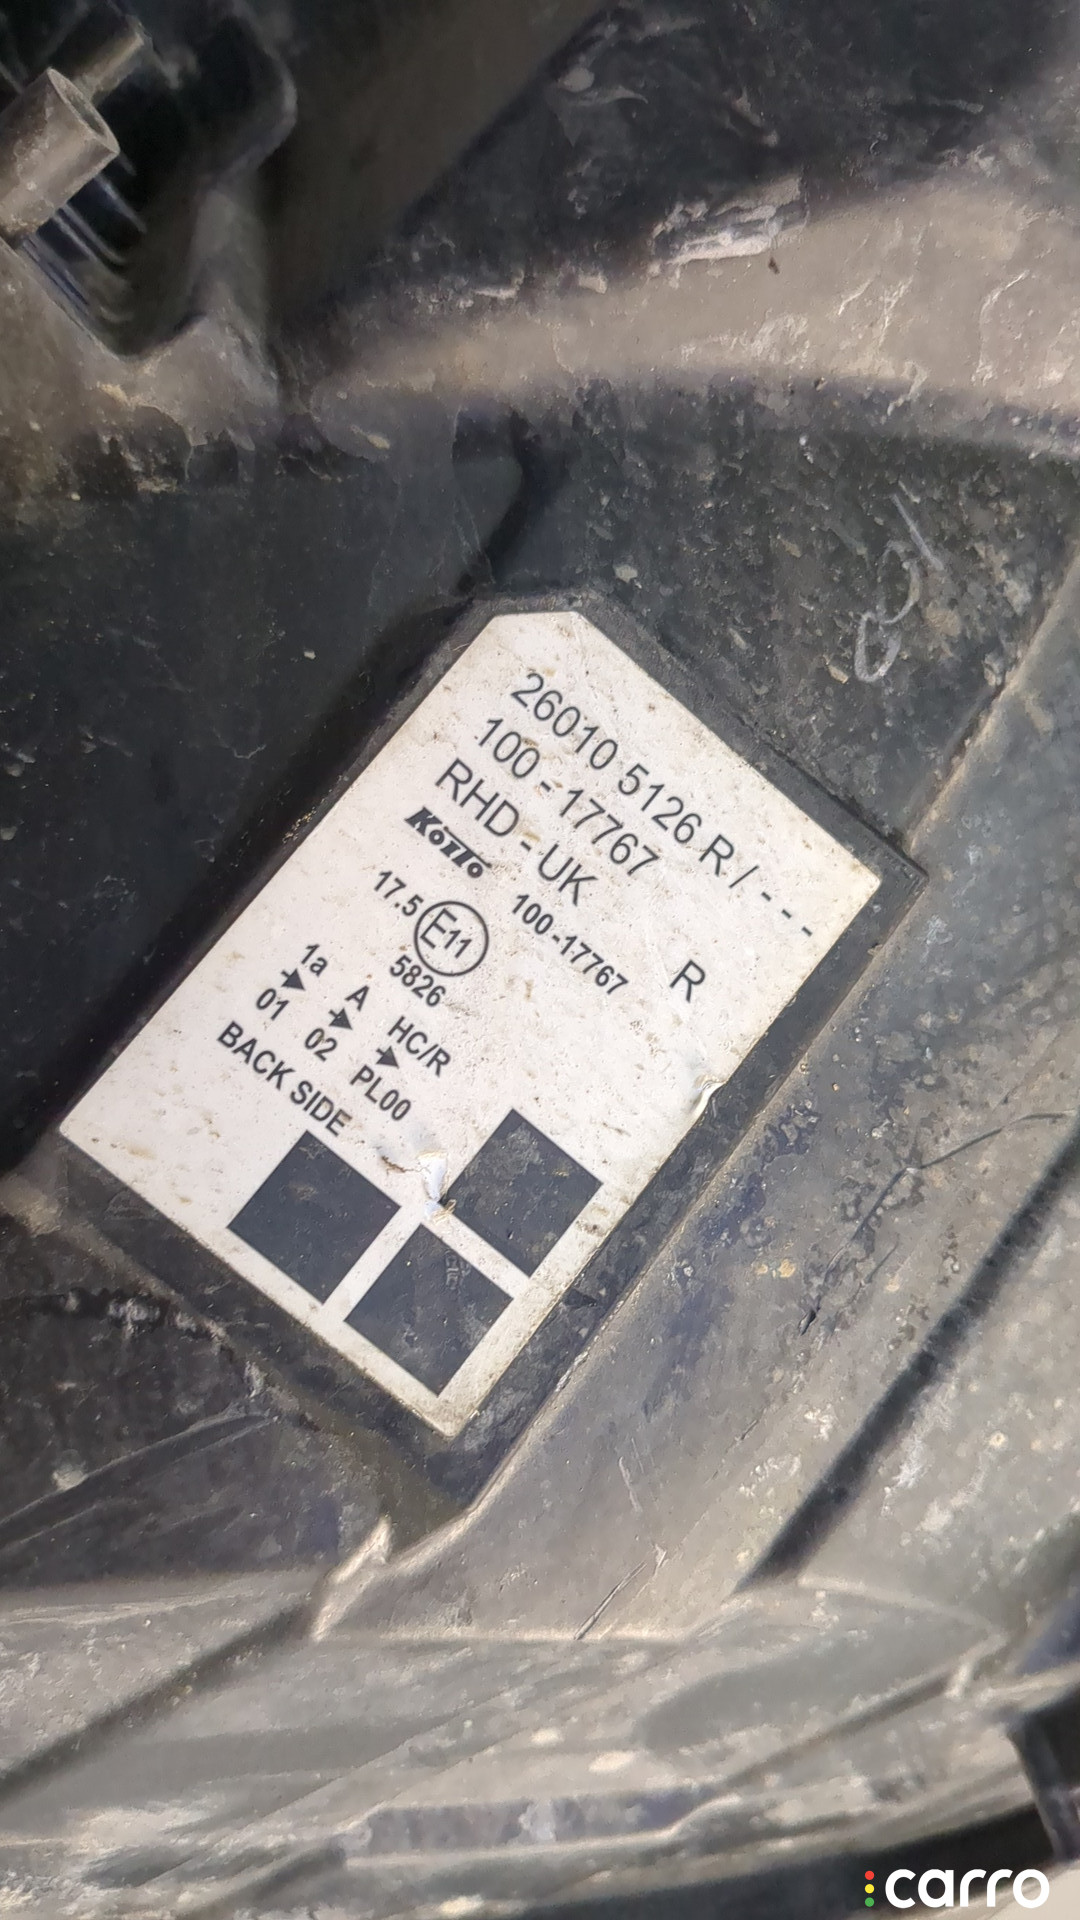 26010 5126 R / - - -
100 - 17767
RHD - UK R
KOITO 100-17767
17.5 E11
5826
1a A HC/R
01 02 PL00
BACK SIDE
carro